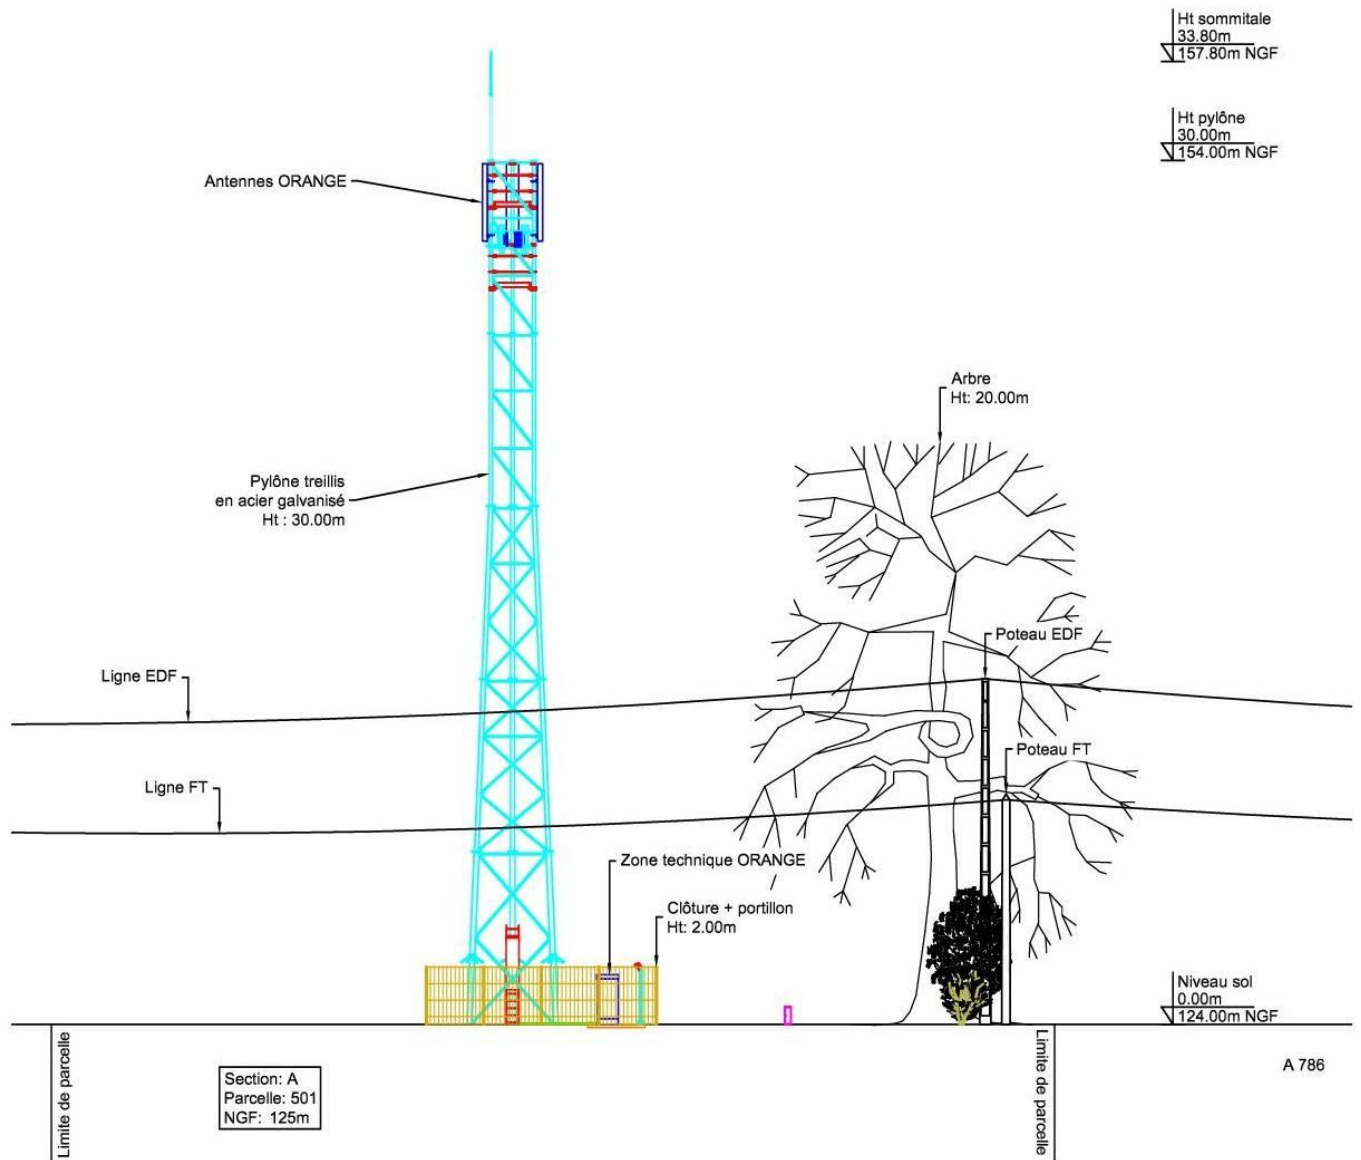 Ht sommitale
33.80m
157.80m NGF
Ht pylône
30.00m
154.00m NGF
Antennes ORANGE
Arbre
Ht: 20.00m
Pylône treillis
en acier galvanisé
Ht : 30.00m
Poteau EDF
Ligne EDF
Poteau FT
Ligne FT
Zone technique ORANGE
Clôture + portillon
Ht: 2.00m
Niveau sol
0.00m
124.00m NGF
Limite de parcelle
Section: A
Parcelle: 501
NGF: 125m
Limite de parcelle
A 786